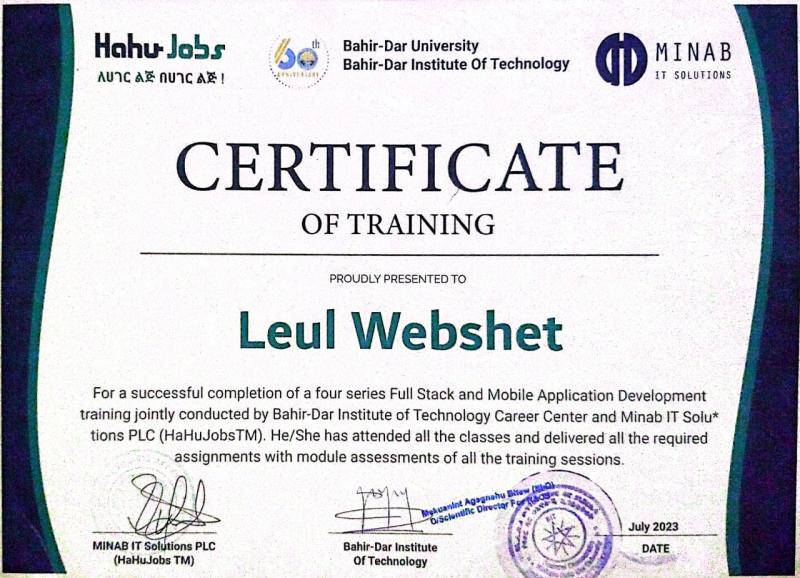 Hahu Jobs
ለሀገር ልጅ በሀገር ልጅ!
60th
ANNIVERSARY
Bahir-Dar University
Bahir-Dar Institute Of Technology
MINAB
IT SOLUTIONS
CERTIFICATE
OF TRAINING
PROUDLY PRESENTED TO
Leul Webshet
For a successful completion of a four series Full Stack and Mobile Application Development
training jointly conducted by Bahir-Dar Institute of Technology Career Center and Minab IT Solu*
tions PLC (HaHuJobsTM). He/She has attended all the classes and delivered all the required
assignments with module assessments of all the training sessions.
Mekuanint Agegnehu Bitew (PhD)
D/Scientific Director For
MINAB IT Solutions PLC
(HaHuJobs TM)
Bahir-Dar Institute
Of Technology
July 2023
DATE